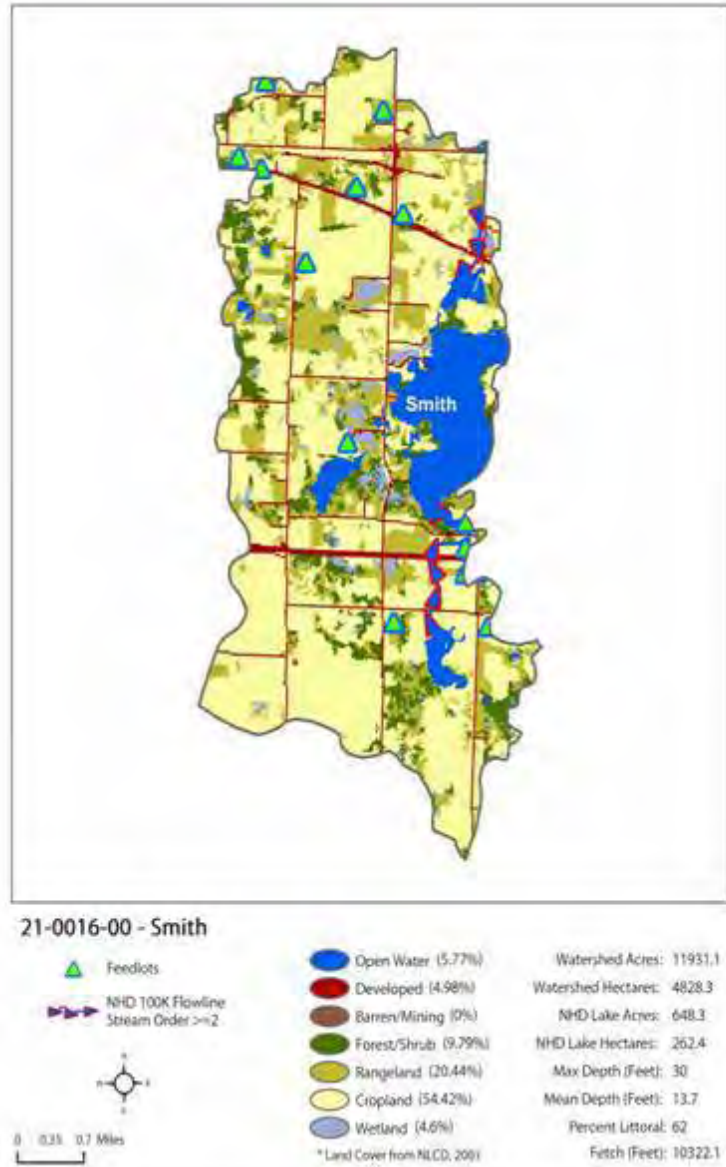 Smith
21-0016-00 - Smith
Feedlots
NHD 100K Flowline
Stream Order >=2
0 0.35 0.7 Miles
Open Water (5.77%)
Developed (4.98%)
Barren/Mining (0%)
Forest/Shrub (9.79%)
Rangeland (20.44%)
Cropland (54.42%)
Wetland (4.6%)
* Land Cover from NLCD, 2001
Watershed Acres: 11931.1
Watershed Hectares: 4828.3
NHD Lake Acres: 648.3
NHD Lake Hectares: 262.4
Max Depth (Feet): 30
Mean Depth (Feet): 13.7
Percent Littoral: 62
Fetch (Feet): 10322.1